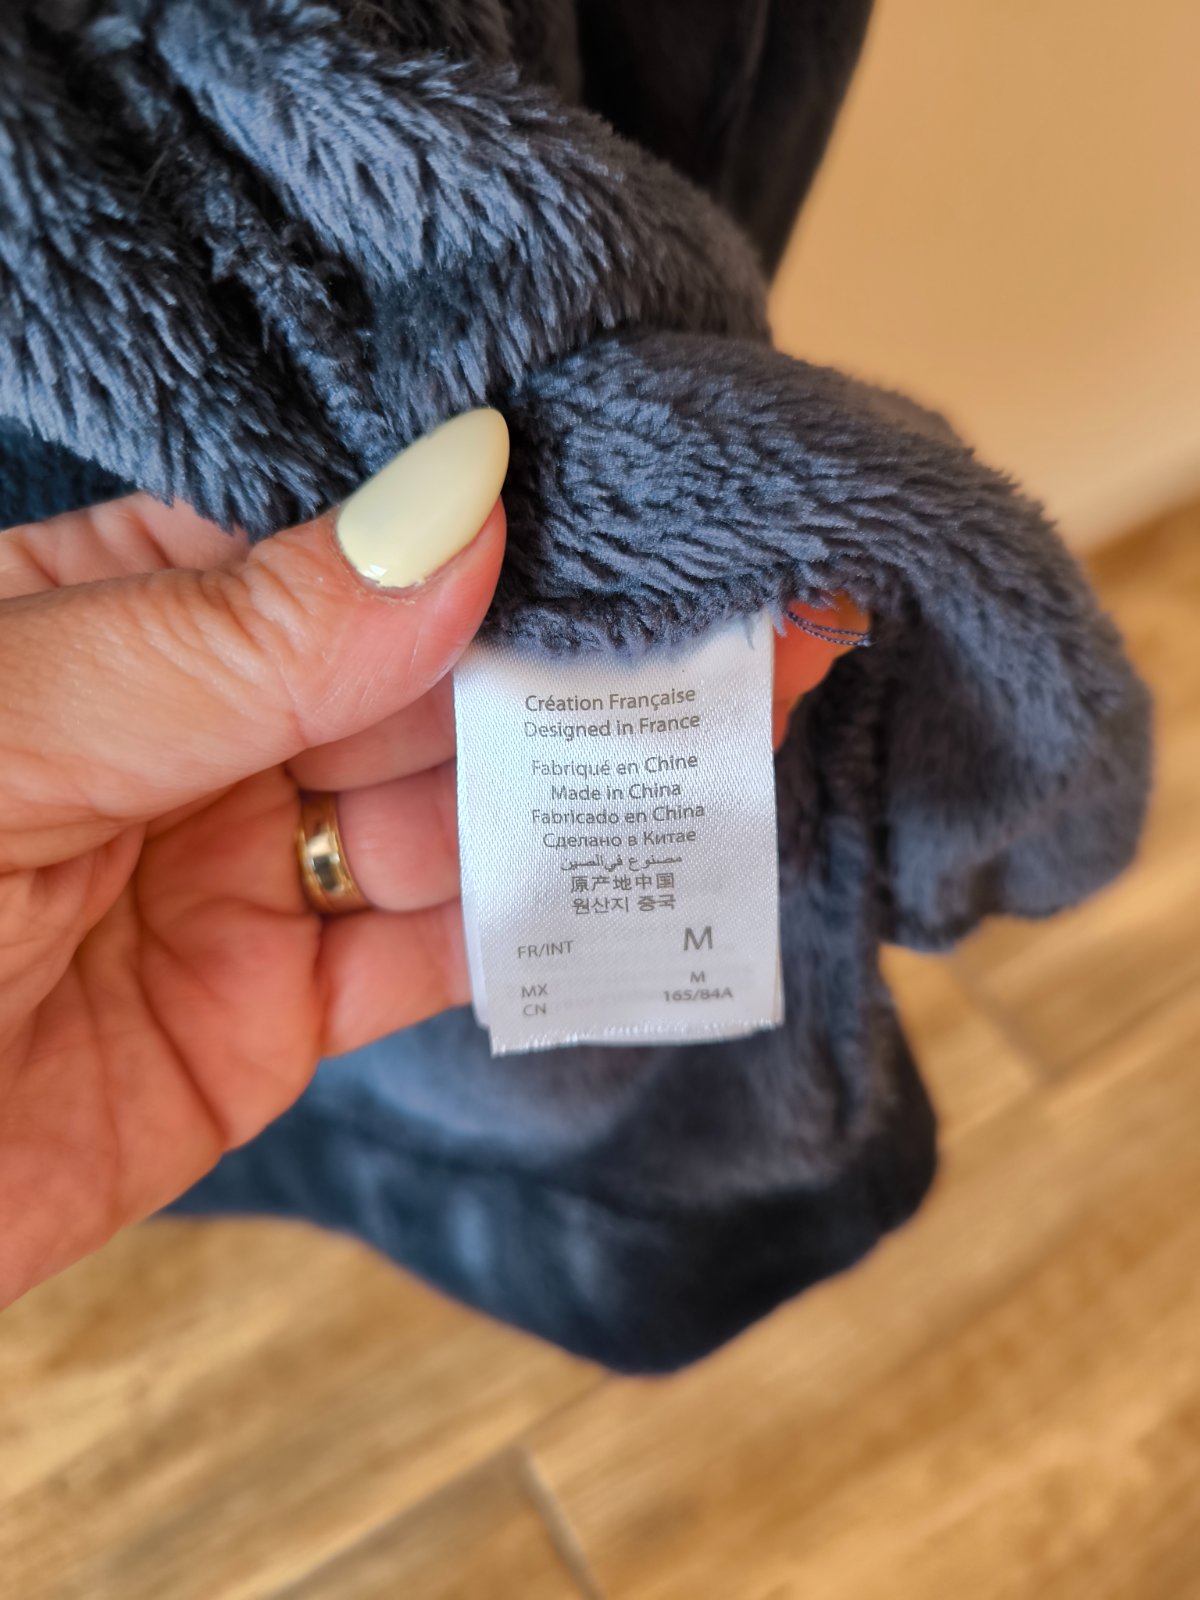 Création Française
Designed in France
Fabriqué en Chine
Made in China
Fabricado en China
Сделано в Китае
مصنوع في الصين
原产地中国
원산지 중국
FR/INT M
MX M
CN 165/84A